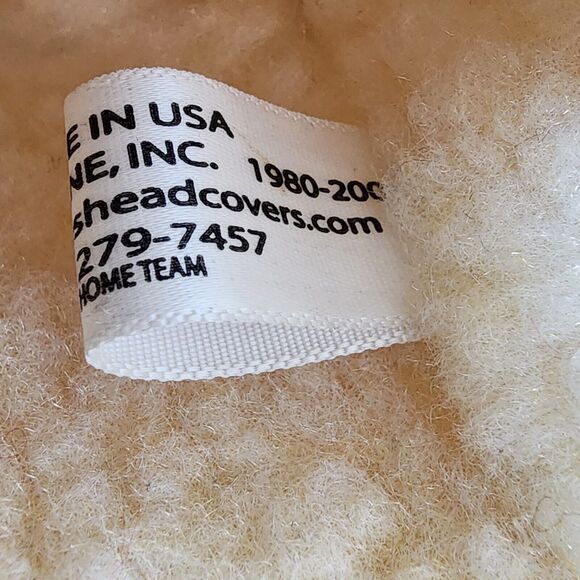 E IN USA
NE, INC. 1980-200
sheadcovers.com
279-7457
HOME TEAM